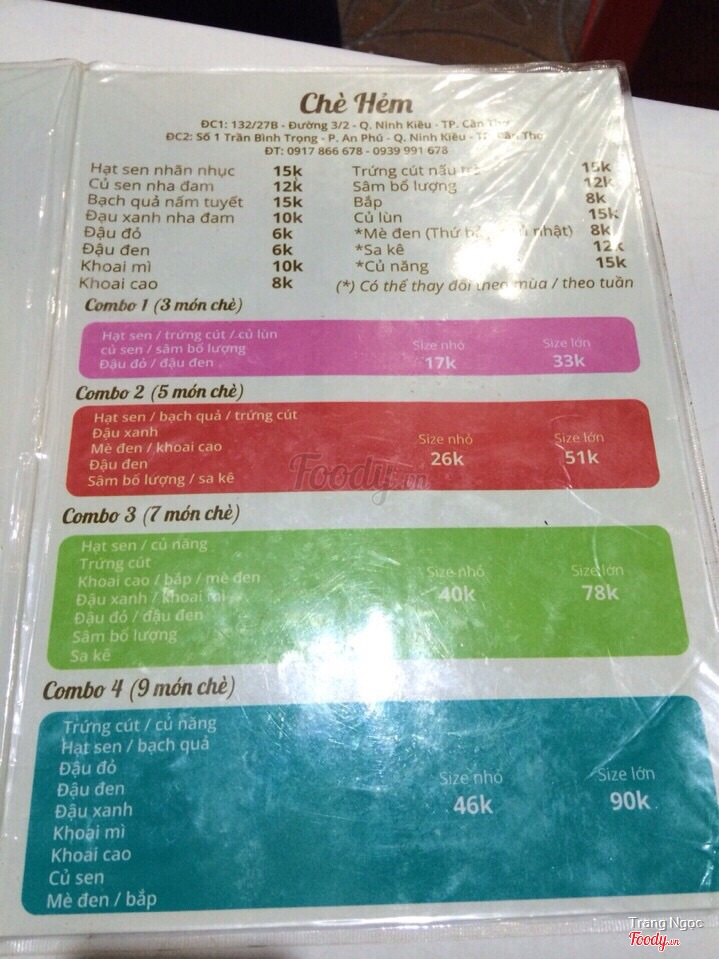 Chè Hẻm
ĐC1: 132/27B - Đường 3/2 - Q. Ninh Kiều - TP. Cần Thơ
ĐC2: Số 1 Trần Bình Trọng - P. An Phú - Q. Ninh Kiều - TP. Cần Thơ
ĐT: 0917 866 678 - 0939 991 678
Hạt sen nhãn nhục 15k
Củ sen nha đam 12k
Bạch quả nấm tuyết 15k
Đậu xanh nha đam 10k
Đậu đỏ 6k
Đậu đen 6k
Khoai mì 10k
Khoai cao 8k
Trứng cút nấu trà 15k
Sâm bổ lượng 12k
Bắp 8k
Củ lùn 15k
*Mè đen (Thứ nhật) 8k
*Sa kê 12k
*Củ năng 15k
(*) Có thể thay đổi theo mùa / theo tuần
Combo 1 (3 món chè)
Hạt sen / trứng cút / củ lùn
củ sen / sâm bổ lượng
Đậu đỏ / đậu đen
Size nhỏ
17k
Size lớn
33k
Combo 2 (5 món chè)
Hạt sen / bạch quả / trứng cút
Đậu xanh
Mè đen / khoai cao
Đậu đen
Sâm bổ lượng / sa kê
Size nhỏ
26k
Size lớn
51k
Foody.vn
Combo 3 (7 món chè)
Hạt sen / củ năng
Trứng cút
Khoai cao / bắp / mè đen
Đậu xanh / khoai mì
Đậu đỏ / đậu đen
Sâm bổ lượng
Sa kê
Size nhỏ
40k
Size lớn
78k
Combo 4 (9 món chè)
Trứng cút / củ năng
Hạt sen / bạch quả
Đậu đỏ
Đậu đen
Đậu xanh
Khoai mì
Khoai cao
Củ sen
Mè đen / bắp
Size nhỏ
46k
Size lớn
90k
Trang Ngọc
Foody.vn